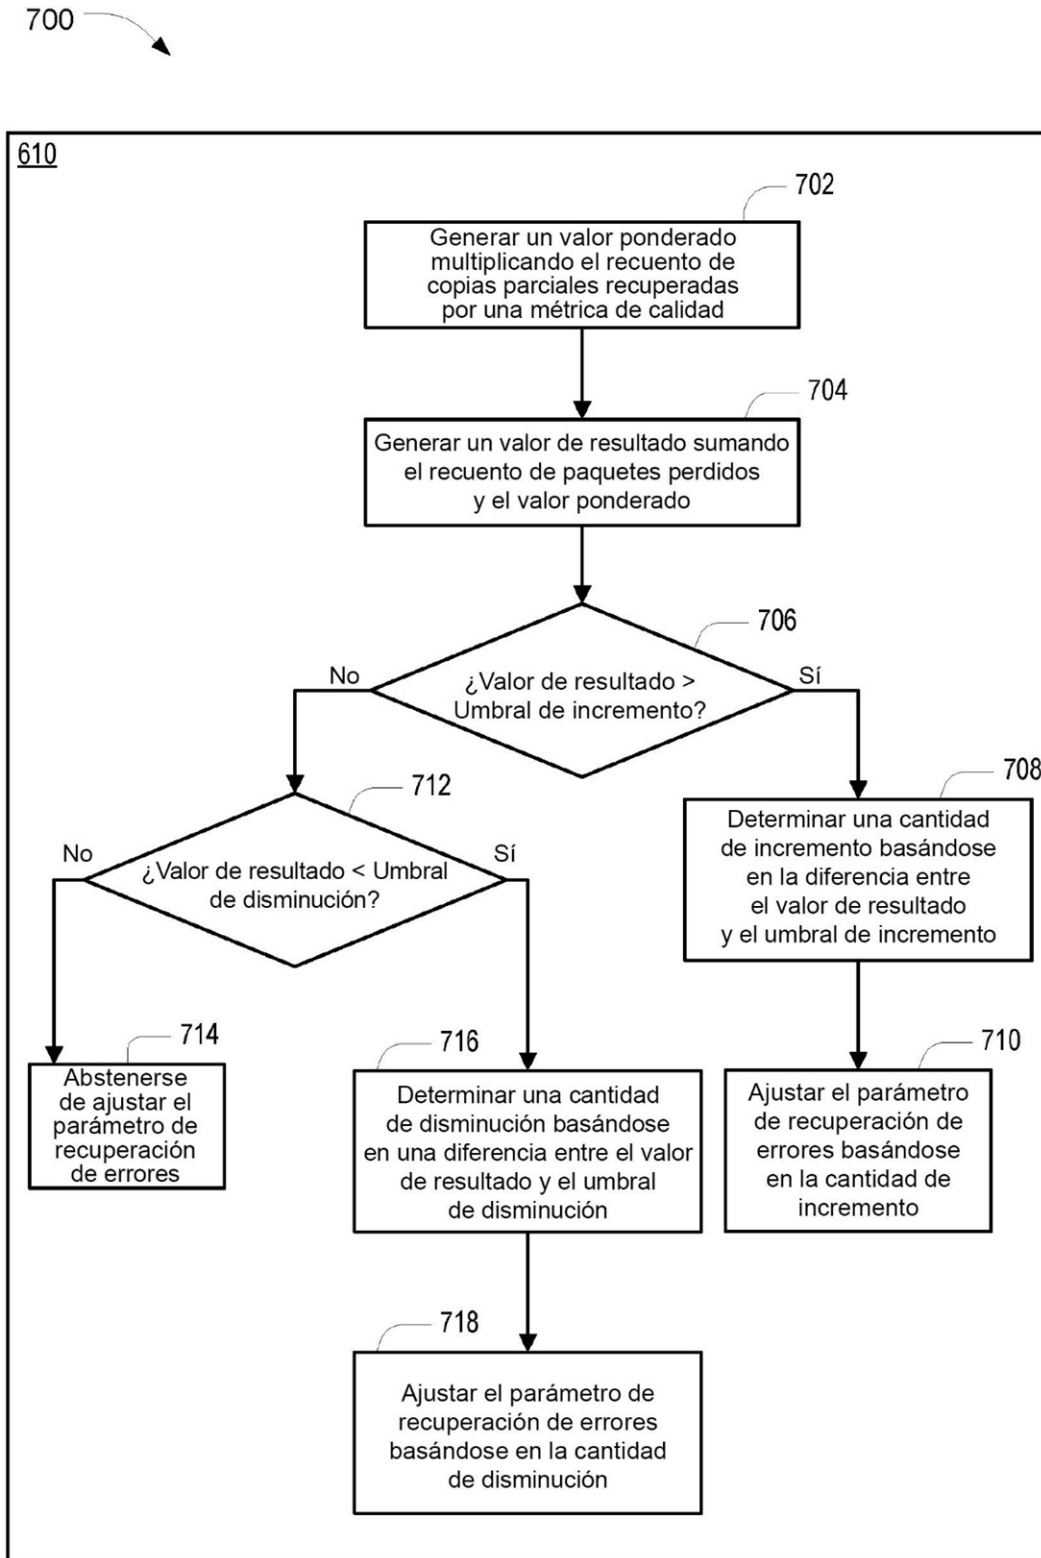 700
610
702
Generar un valor ponderado
multiplicando el recuento de
copias parciales recuperadas
por una métrica de calidad
704
Generar un valor de resultado sumando
el recuento de paquetes perdidos
y el valor ponderado
706
No
Sí
¿Valor de resultado >
Umbral de incremento?
712
708
No
Sí
¿Valor de resultado < Umbral
de disminución?
Determinar una cantidad
de incremento basándose
en la diferencia entre
el valor de resultado
y el umbral de incremento
714
Abstenerse
de ajustar el
parámetro de
recuperación
de errores
716
Determinar una cantidad
de disminución basándose
en una diferencia entre el valor
de resultado y el umbral
de disminución
710
Ajustar el parámetro
de recuperación de
errores basándose
en la cantidad de
incremento
718
Ajustar el parámetro de
recuperación de errores
basándose en la cantidad
de disminución